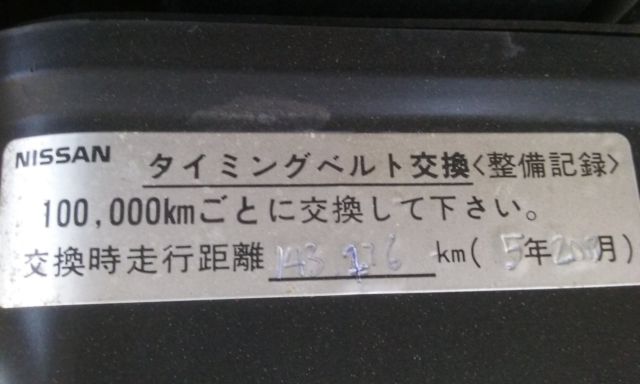 NISSAN タイミングベルト交換<整備記録>
100,000kmごとに交換して下さい。
交換時走行距離 143 km( 5年 月)